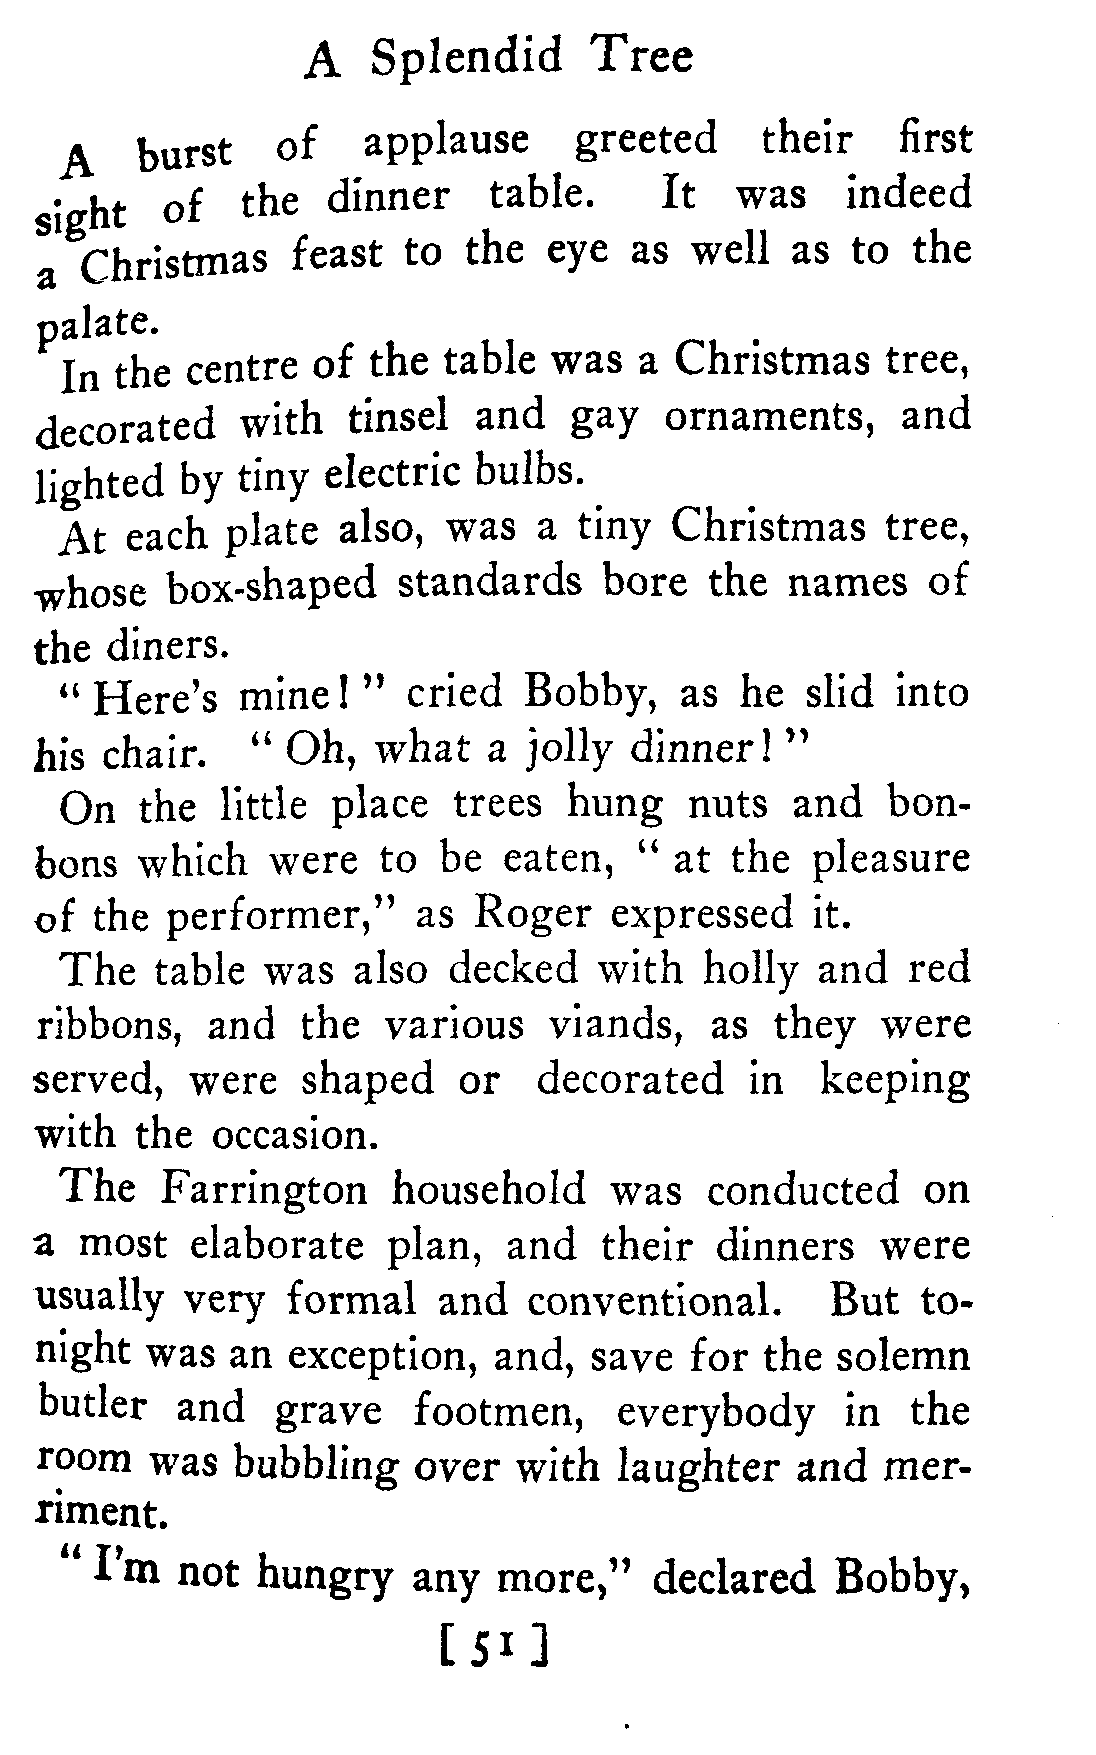 A Splendid Tree
A burst of applause greeted their first
sight of the dinner table. It was indeed
a Christmas feast to the eye as well as to the
palate.
In the centre of the table was a Christmas tree,
decorated with tinsel and gay ornaments, and
lighted by tiny electric bulbs.
At each plate also, was a tiny Christmas tree,
whose box-shaped standards bore the names of
the diners.
" Here's mine! " cried Bobby, as he slid into
his chair. " Oh, what a jolly dinner! "
On the little place trees hung nuts and bon-
bons which were to be eaten, " at the pleasure
of the performer," as Roger expressed it.
The table was also decked with holly and red
ribbons, and the various viands, as they were
served, were shaped or decorated in keeping
with the occasion.
The Farrington household was conducted on
a most elaborate plan, and their dinners were
usually very formal and conventional. But to-
night was an exception, and, save for the solemn
butler and grave footmen, everybody in the
room was bubbling over with laughter and mer-
riment.
" I'm not hungry any more," declared Bobby,
[ 51 ]